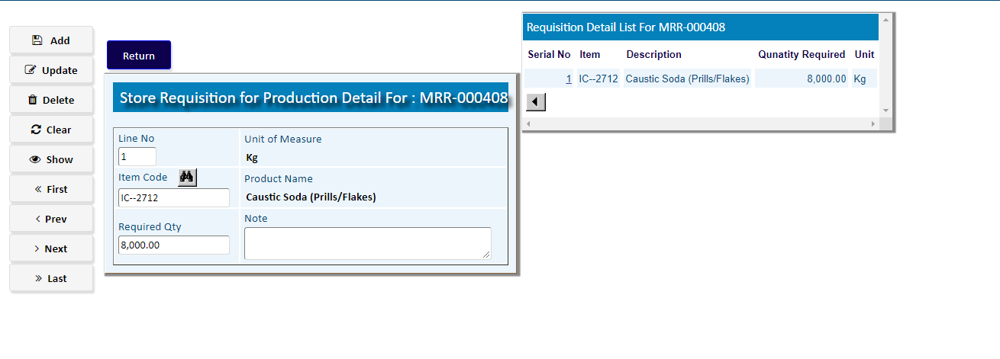 Add
Update
Delete
Clear
Show
« First
‹ Prev
› Next
» Last
Return
Store Requisition for Production Detail For : MRR-000408
Line No
Unit of Measure
1
Kg
Item Code
Product Name
IC--2712
Caustic Soda (Prills/Flakes)
Required Qty
Note
8,000.00
Requisition Detail List For MRR-000408
Serial No Item Description Qunatity Required Unit
1 IC--2712 Caustic Soda (Prills/Flakes) 8,000.00 Kg